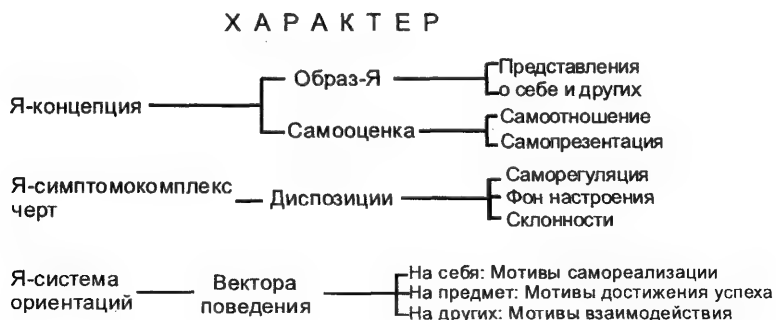 ХАРАКТЕР
Я-концепция
Образ-Я
Представления
о себе и других
Самооценка
Самоотношение
Самопрезентация
Я-симптомокомплекс
черт
Диспозиции
Саморегуляция
Фон настроения
Склонности
Я-система
ориентаций
Вектора
поведения
На себя: Мотивы самореализации
На предмет: Мотивы достижения успеха
На других: Мотивы взаимодействия